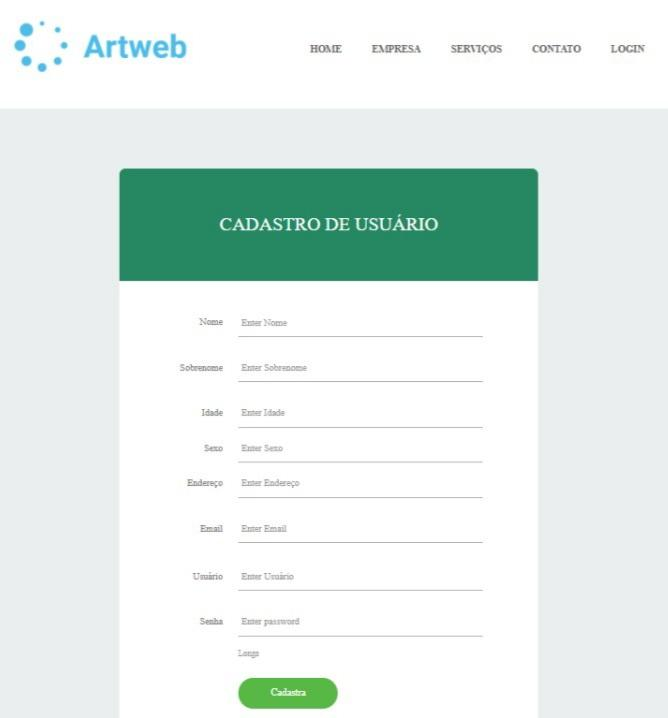 Artweb
HOME EMPRESA SERVIÇOS CONTATO LOGIN
CADASTRO DE USUÁRIO
Nome Enter Nome
Sobrenome Enter Sobrenome
Idade Enter Idade
Sexo Enter Sexo
Endereço Enter Endereço
Email Enter Email
Usuário Enter Usuário
Senha Enter password
Longa
Cadastra